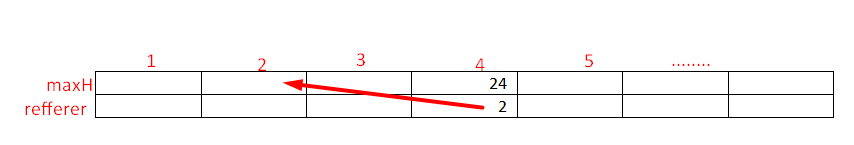 1 2 3 4 5 ........
maxH 24
refferer 2